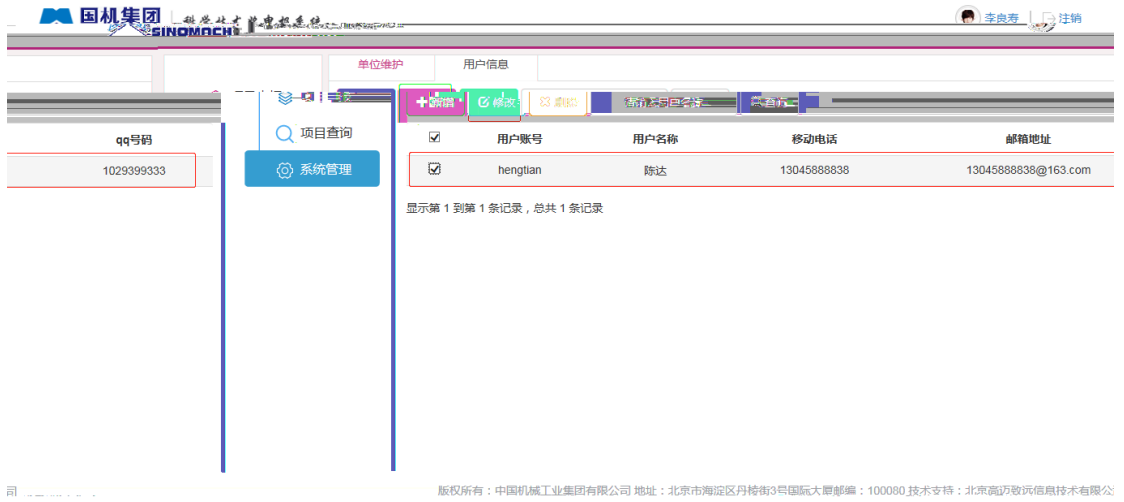 国机集团
SINOMACH
李良寿 注销
单位维护 用户信息
新增 修改 删除
qq号码 项目查询 用户账号 用户名称 移动电话 邮箱地址
1029399333 系统管理 hengtian 陈达 13045888838 13045888838@163.com
显示第 1 到第 1 条记录，总共 1 条记录
司 版权所有：中国机械工业集团有限公司 地址：北京市海淀区丹棱街3号国际大厦邮编：100080 技术支持：北京高迈致远信息技术有限公